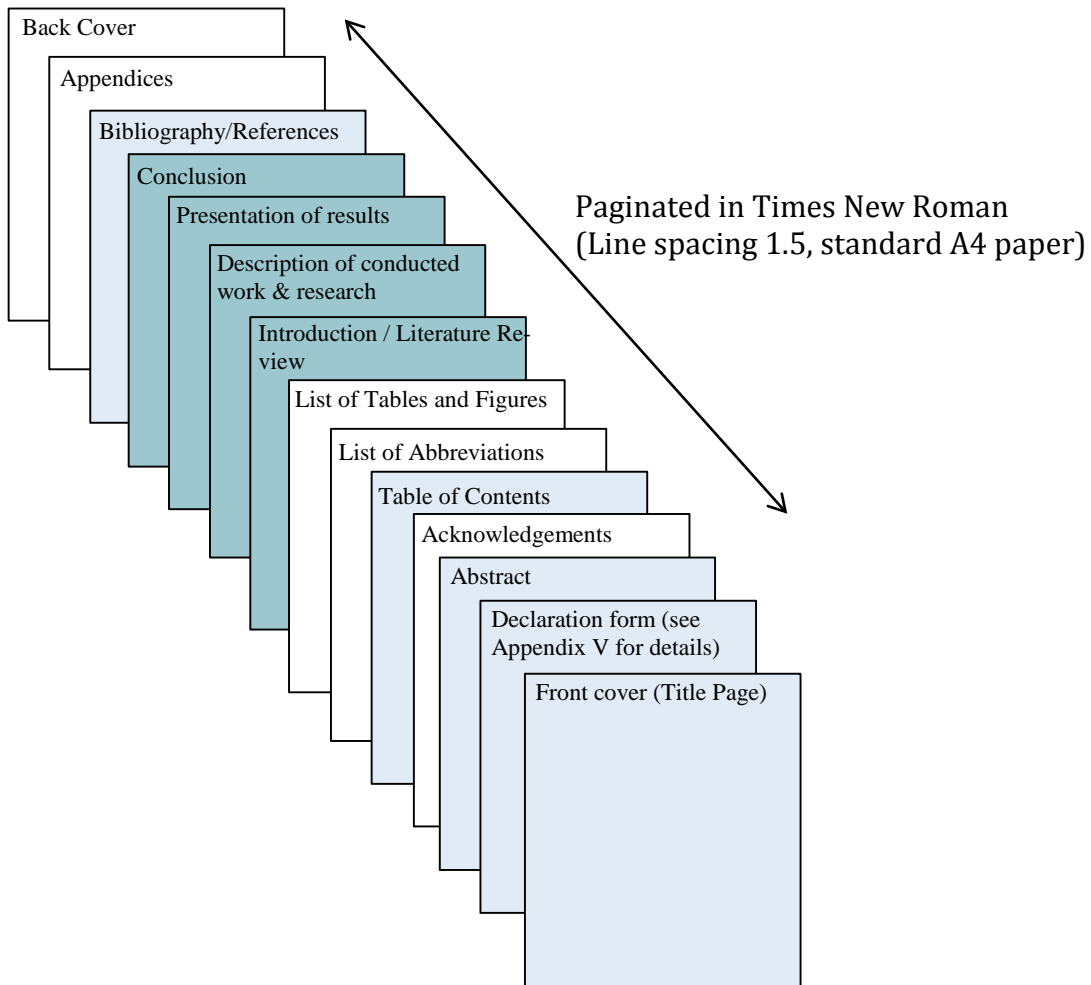 Back Cover
Appendices
Bibliography/References
Conclusion
Presentation of results
Description of conducted
work & research
Introduction / Literature Re-
view
List of Tables and Figures
List of Abbreviations
Table of Contents
Acknowledgements
Abstract
Declaration form (see
Appendix V for details)
Front cover (Title Page)
Paginated in Times New Roman
(Line spacing 1.5, standard A4 paper)